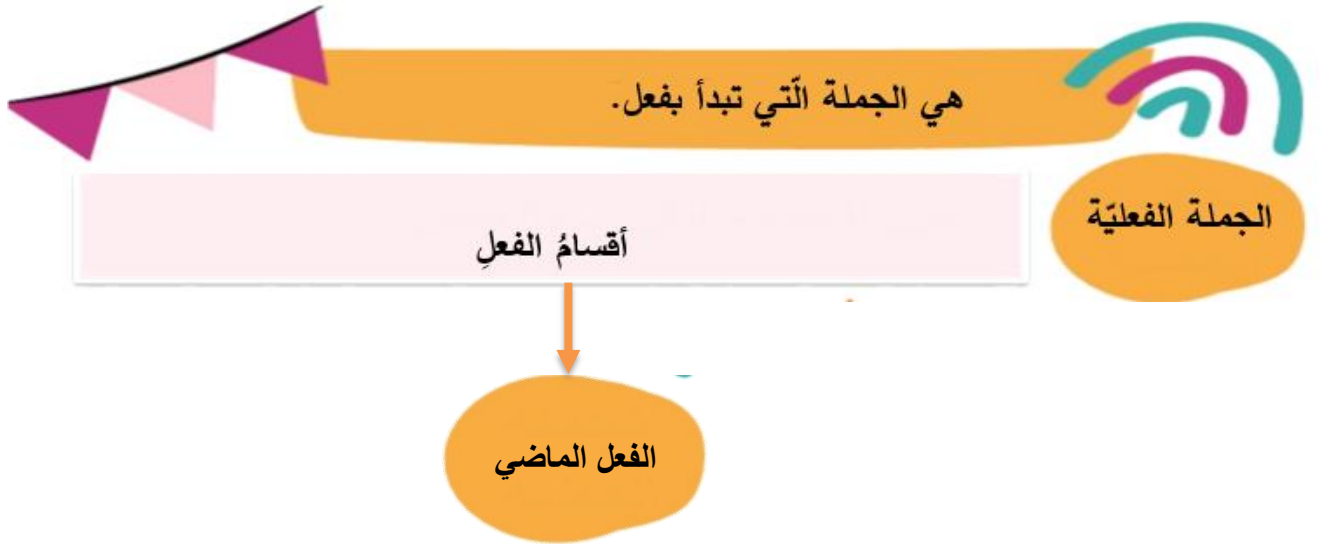 هي الجملة الّتي تبدأ بفعل.
الجملة الفعليّة
أقسامُ الفعلِ
الفعل الماضي